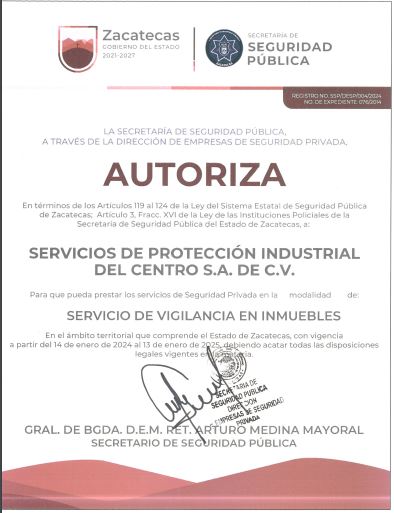 Zacatecas
GOBIERNO DEL ESTADO
2021-2027
SECRETARÍA DE
SEGURIDAD
PÚBLICA
REGISTRO NO. SSP/DESP/004/2024
NO. DE EXPEDIENTE: 076/2014
LA SECRETARÍA DE SEGURIDAD PÚBLICA,
A TRAVÉS DE LA DIRECCIÓN DE EMPRESAS DE SEGURIDAD PRIVADA,
AUTORIZA
En términos de los Artículos 119 al 124 de la Ley del Sistema Estatal de Seguridad Pública
de Zacatecas; Artículo 3, Fracc. XVI de la Ley de las Instituciones Policiales de la
Secretaría de Seguridad Pública del Estado de Zacatecas, a:
SERVICIOS DE PROTECCIÓN INDUSTRIAL
DEL CENTRO S.A. DE C.V.
Para que pueda prestar los servicios de Seguridad Privada en la modalidad de:
SERVICIO DE VIGILANCIA EN INMUEBLES
En el ámbito territorial que comprende el Estado de Zacatecas, con vigencia
a partir del 14 de enero de 2024 al 13 de enero de 2025, debiendo acatar todas las disposiciones
legales vigentes en la materia.
SECRETARIA DE
SEGURIDAD PUBLICA
DIRECCION
EMPRESAS DE SEGURIDAD
PRIVADA
GRAL. DE BGDA. D.E.M. RET. ARTURO MEDINA MAYORAL
SECRETARIO DE SEGURIDAD PÚBLICA